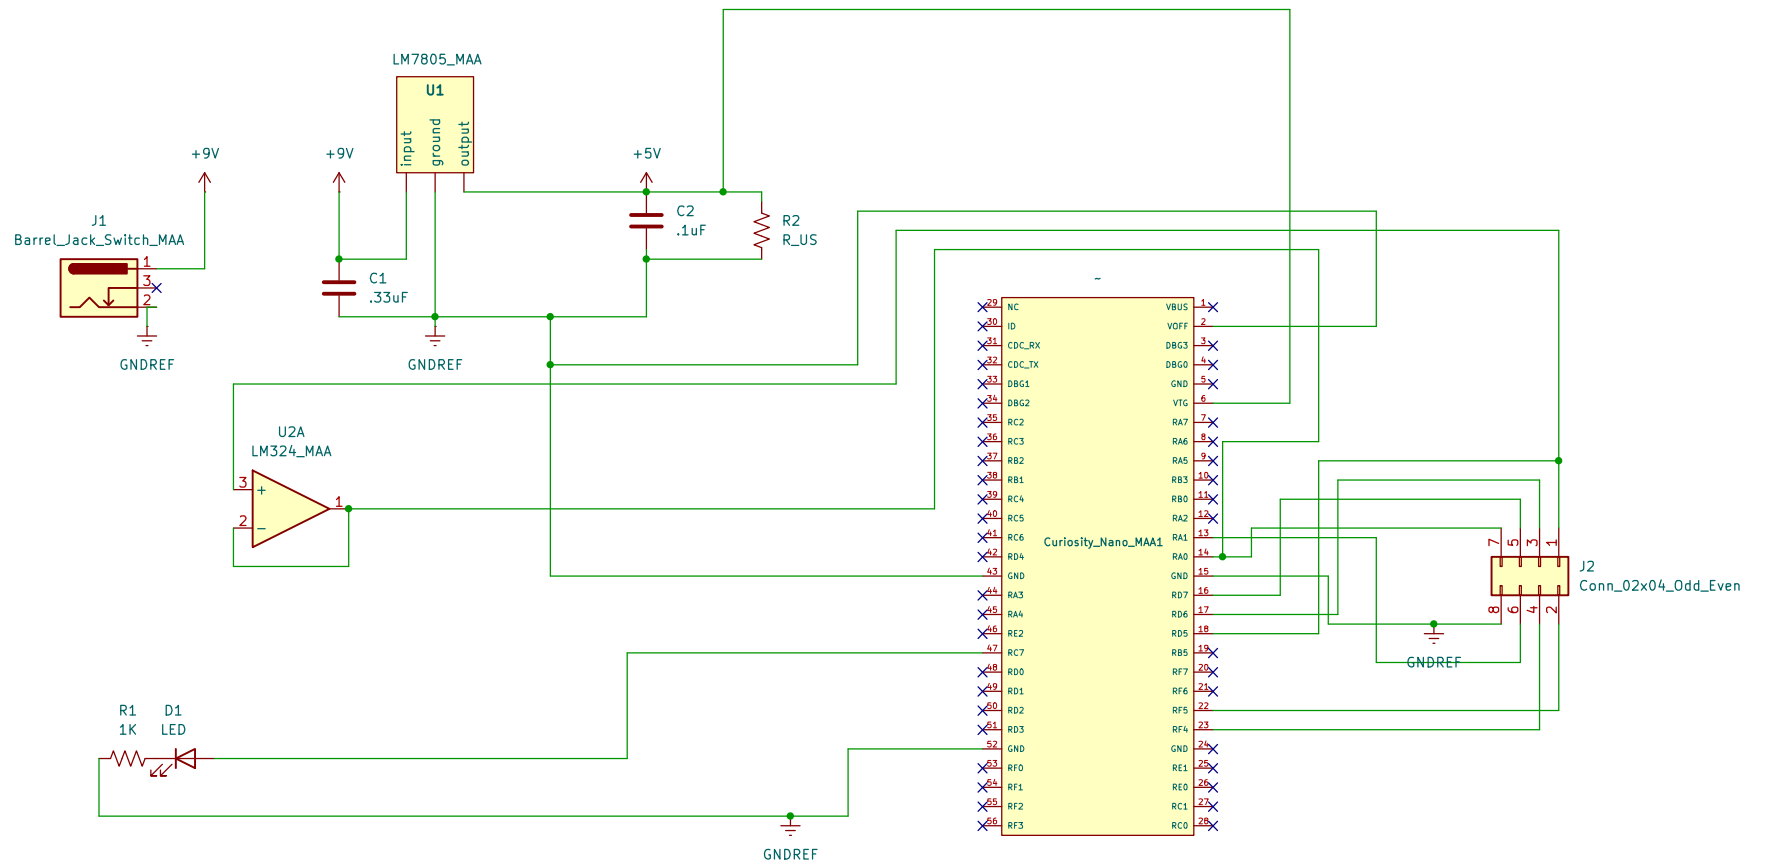 LM7805_MAA
U1
input
ground
output
+9V
+9V
+5V
J1
Barrel_Jack_Switch_MAA
1
3
2
GNDREF
C1
.33uF
GNDREF
C2
.1uF
R2
R_US
U2A
LM324_MAA
3
+
2
−
1
R1
1K
D1
LED
GNDREF
~
Curiosity_Nano_MAA1
29 NC
30 ID
31 CDC_RX
32 CDC_TX
33 DBG1
34 DBG2
35 RC2
36 RC3
37 RB2
38 RB1
39 RC4
40 RC5
41 RC6
42 RD4
43 GND
44 RA3
45 RA4
46 RE2
47 RC7
48 RD0
49 RD1
50 RD2
51 RD3
52 GND
53 RF0
54 RF1
55 RF2
56 RF3
VBUS 1
VOFF 2
DBG3 3
DBG0 4
GND 5
VTG 6
RA7 7
RA6 8
RA5 9
RB3 10
RB0 11
RA2 12
RA1 13
RA0 14
GND 15
RD7 16
RD6 17
RD5 18
RB5 19
RF7 20
RF6 21
RF5 22
RF4 23
GND 24
RE1 25
RE0 26
RC1 27
RC0 28
7 5 3 1
J2
Conn_02x04_Odd_Even
8 6 4 2
GNDREF